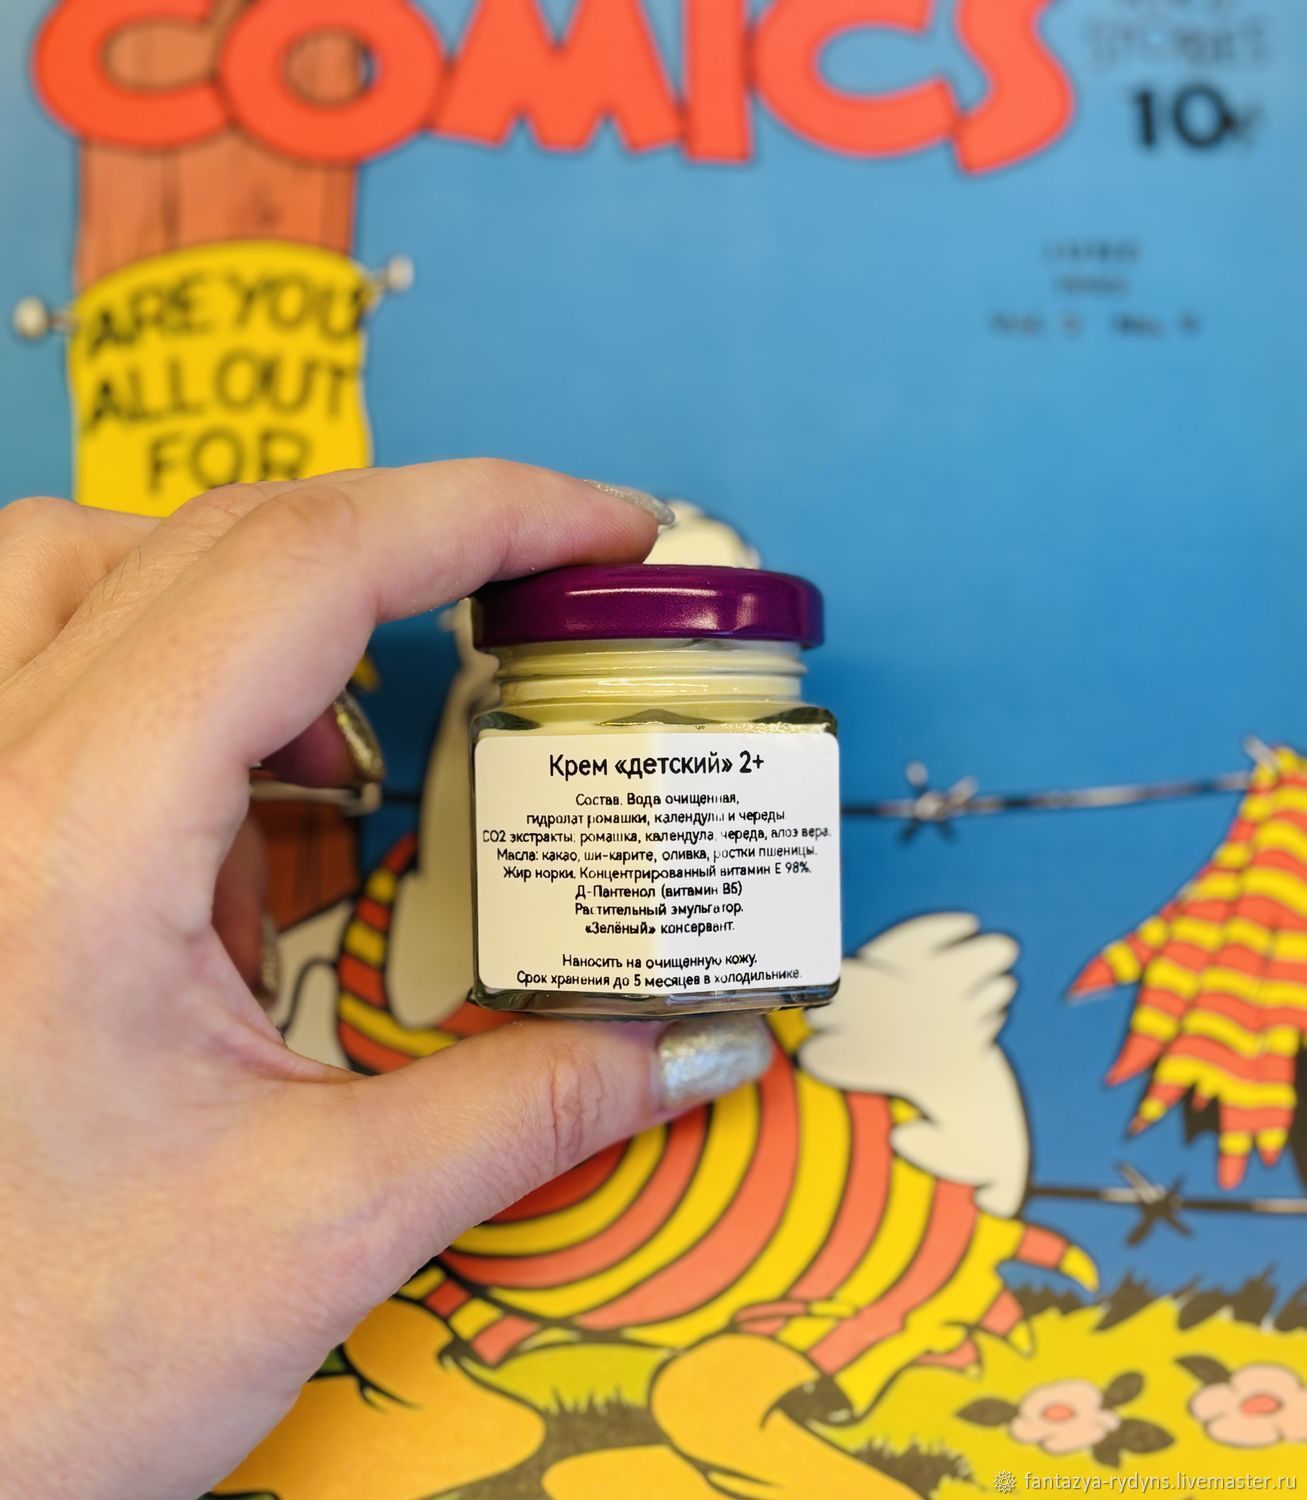 COMICS
10¢
ARE YOU
ALL OUT
FOR
Крем «детский» 2+
Состав. Вода очищенная,
гидролат ромашки, календулы и череды.
СО2 экстракты: ромашка, календула, череда, алоэ вера.
Масла: какао, ши-карите, оливка, ростки пшеницы.
Жир норки. Концентрированный витамин Е 98%.
Д-Пантенол (витамин В5)
Растительный эмульгатор.
«Зелёный» консервант.
Наносить на очищенную кожу.
Срок хранения до 5 месяцев в холодильнике.
fantazya-rydyns.livemaster.ru